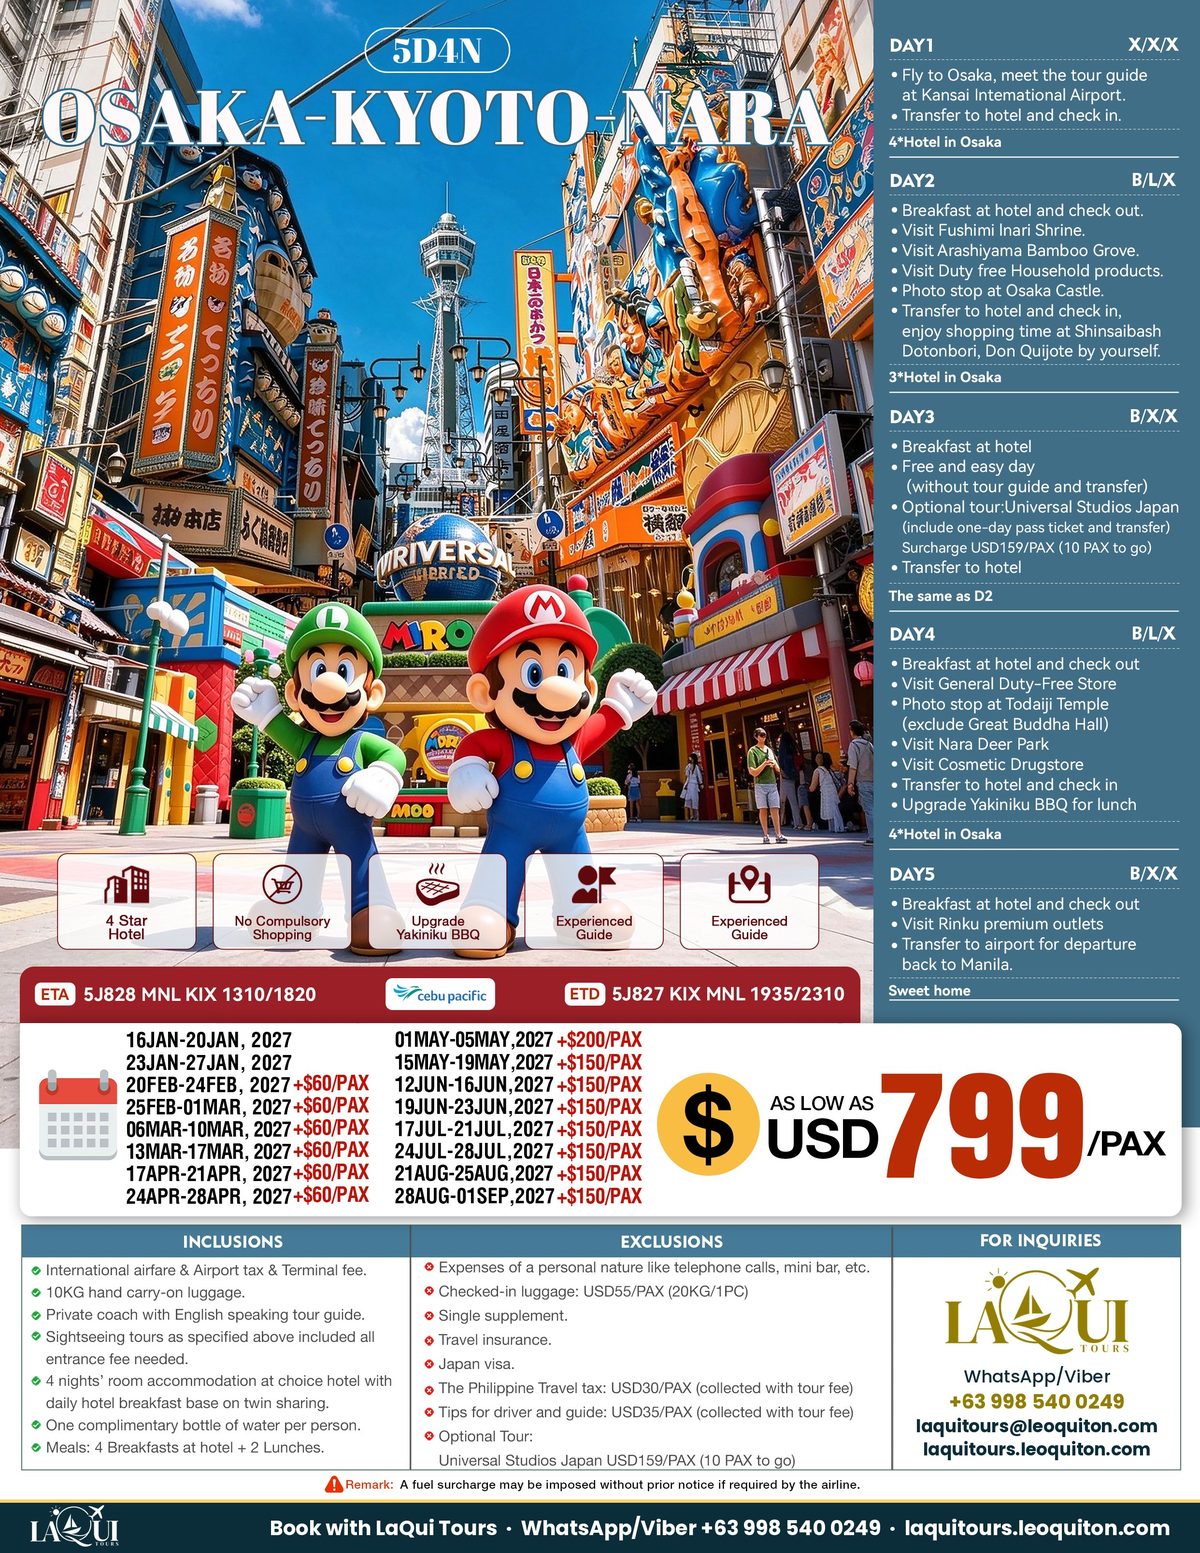 5D4N
OSAKA-KYOTO-NARA
名物
てっちり
日本一の串かつ
UNIVERSAL
L
M
MIRO
MOO
4 Star
Hotel
No Compulsory
Shopping
Upgrade
Yakiniku BBQ
Experienced
Guide
Experienced
Guide
DAY1 X/X/X
• Fly to Osaka, meet the tour guide
at Kansai International Airport.
• Transfer to hotel and check in.
4*Hotel in Osaka
DAY2 B/L/X
• Breakfast at hotel and check out.
• Visit Fushimi Inari Shrine.
• Visit Arashiyama Bamboo Grove.
• Visit Duty free Household products.
• Photo stop at Osaka Castle.
• Transfer to hotel and check in,
enjoy shopping time at Shinsaibash
Dotonbori, Don Quijote by yourself.
3*Hotel in Osaka
DAY3 B/X/X
• Breakfast at hotel
• Free and easy day
(without tour guide and transfer)
• Optional tour:Universal Studios Japan
(include one-day pass ticket and transfer)
Surcharge USD159/PAX (10 PAX to go)
• Transfer to hotel
The same as D2
DAY4 B/L/X
• Breakfast at hotel and check out
• Visit General Duty-Free Store
• Photo stop at Todaiji Temple
(exclude Great Buddha Hall)
• Visit Nara Deer Park
• Visit Cosmetic Drugstore
• Transfer to hotel and check in
• Upgrade Yakiniku BBQ for lunch
4*Hotel in Osaka
DAY5 B/X/X
• Breakfast at hotel and check out
• Visit Rinku premium outlets
• Transfer to airport for departure
back to Manila.
Sweet home
ETA 5J828 MNL KIX 1310/1820
cebu pacific
ETD 5J827 KIX MNL 1935/2310
16JAN-20JAN, 2027
23JAN-27JAN, 2027
20FEB-24FEB, 2027+$60/PAX
25FEB-01MAR, 2027+$60/PAX
06MAR-10MAR, 2027+$60/PAX
13MAR-17MAR, 2027+$60/PAX
17APR-21APR, 2027+$60/PAX
24APR-28APR, 2027+$60/PAX
01MAY-05MAY,2027+$200/PAX
15MAY-19MAY,2027+$150/PAX
12JUN-16JUN,2027+$150/PAX
19JUN-23JUN,2027+$150/PAX
17JUL-21JUL,2027+$150/PAX
24JUL-28JUL,2027+$150/PAX
21AUG-25AUG,2027+$150/PAX
28AUG-01SEP,2027+$150/PAX
$
AS LOW AS
USD799/PAX
INCLUSIONS
International airfare & Airport tax & Terminal fee.
10KG hand carry-on luggage.
Private coach with English speaking tour guide.
Sightseeing tours as specified above included all
entrance fee needed.
4 nights' room accommodation at choice hotel with
daily hotel breakfast base on twin sharing.
One complimentary bottle of water per person.
Meals: 4 Breakfasts at hotel + 2 Lunches.
EXCLUSIONS
Expenses of a personal nature like telephone calls, mini bar, etc.
Checked-in luggage: USD55/PAX (20KG/1PC)
Single supplement.
Travel insurance.
Japan visa.
The Philippine Travel tax: USD30/PAX (collected with tour fee)
Tips for driver and guide: USD35/PAX (collected with tour fee)
Optional Tour:
Universal Studios Japan USD159/PAX (10 PAX to go)
FOR INQUIRIES
LAQUI
TOURS
WhatsApp/Viber
+63 998 540 0249
laquitours@leoquiton.com
laquitours.leoquiton.com
Remark: A fuel surcharge may be imposed without prior notice if required by the airline.
LAQUI
TOURS
Book with LaQui Tours · WhatsApp/Viber +63 998 540 0249 · laquitours.leoquiton.com